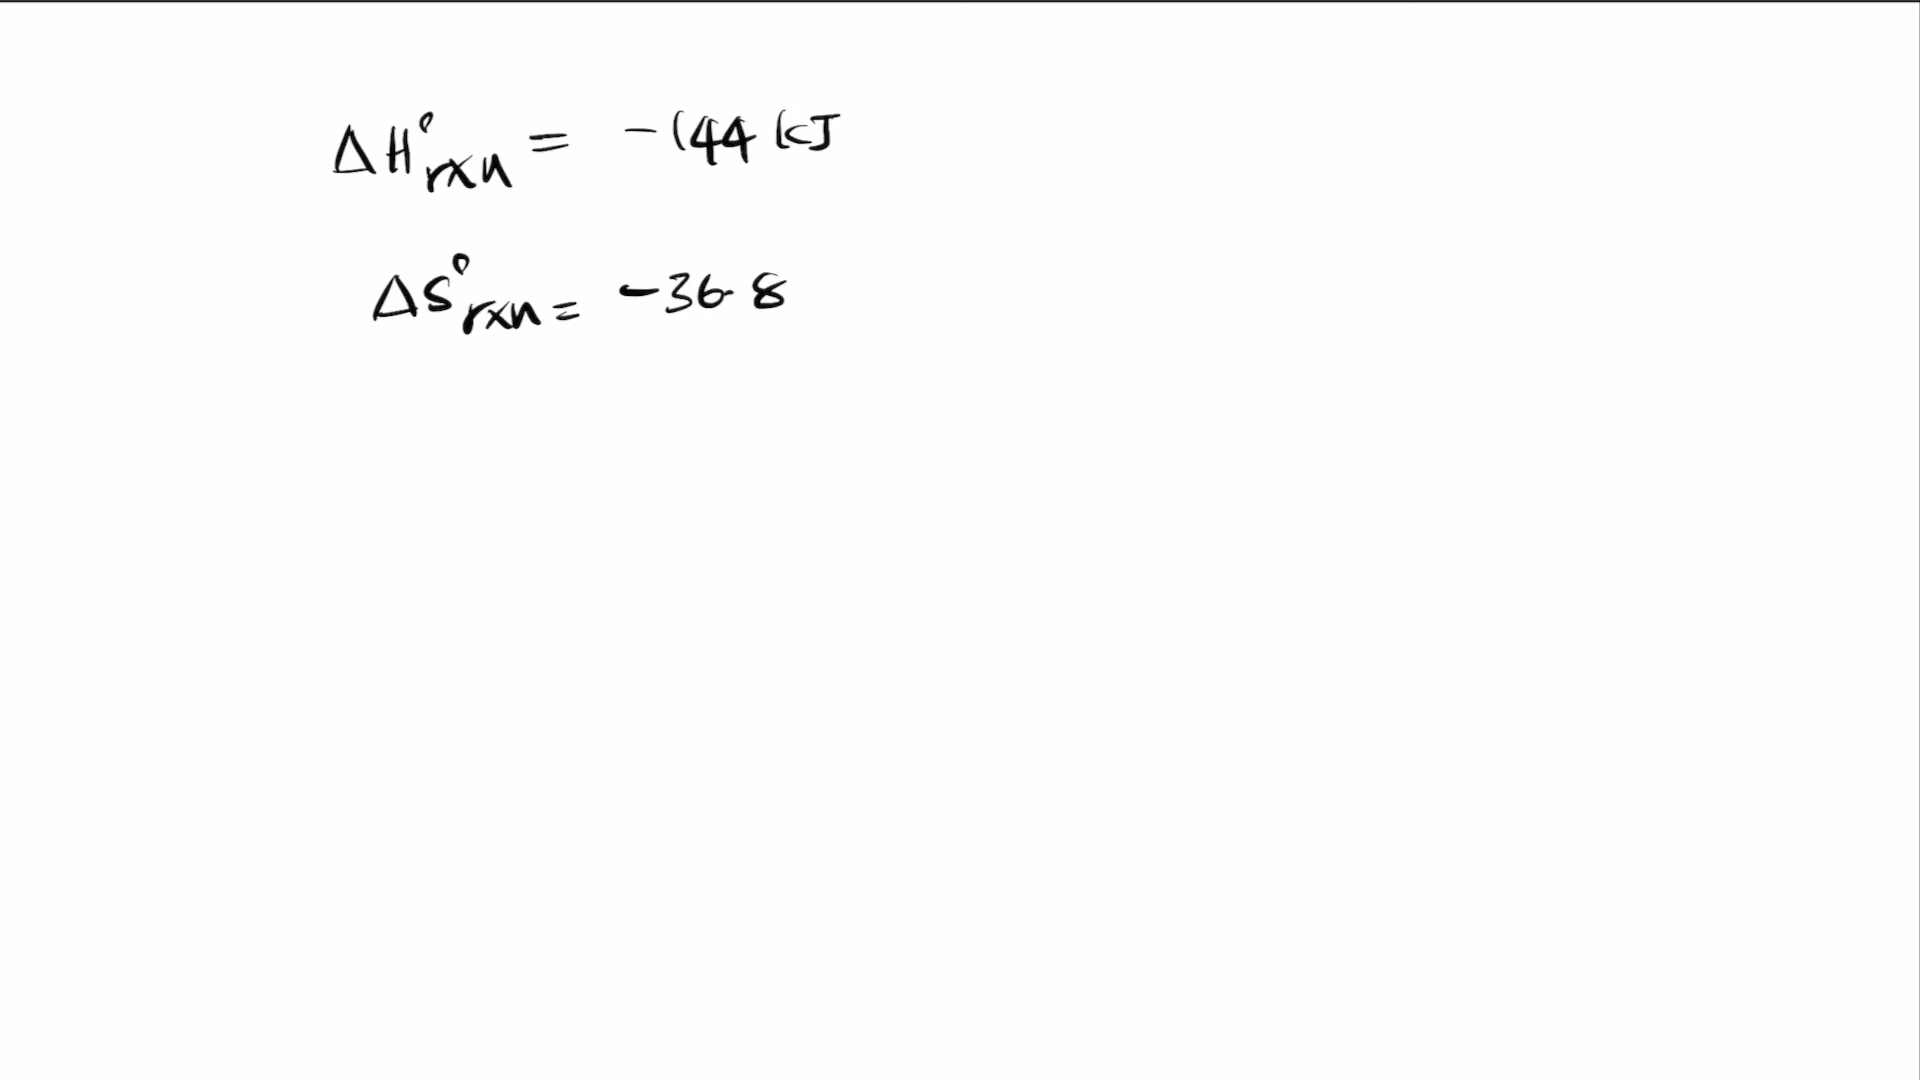 ΔH°rxn = -144 kJ
ΔS°rxn = -36.8